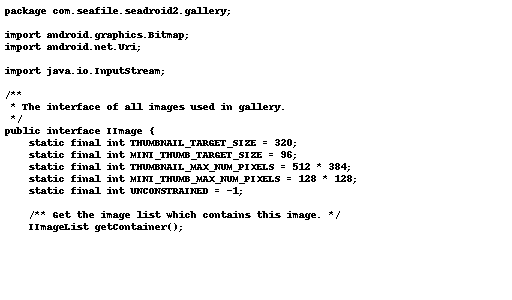 package com.seafile.seadroid2.gallery;

import android.graphics.Bitmap;
import android.net.Uri;

import java.io.InputStream;

/**
 * The interface of all images used in gallery.
 */
public interface IImage {
    static final int THUMBNAIL_TARGET_SIZE = 320;
    static final int MINI_THUMB_TARGET_SIZE = 96;
    static final int THUMBNAIL_MAX_NUM_PIXELS = 512 * 384;
    static final int MINI_THUMB_MAX_NUM_PIXELS = 128 * 128;
    static final int UNCONSTRAINED = -1;

    /** Get the image list which contains this image. */
    IImageList getContainer();